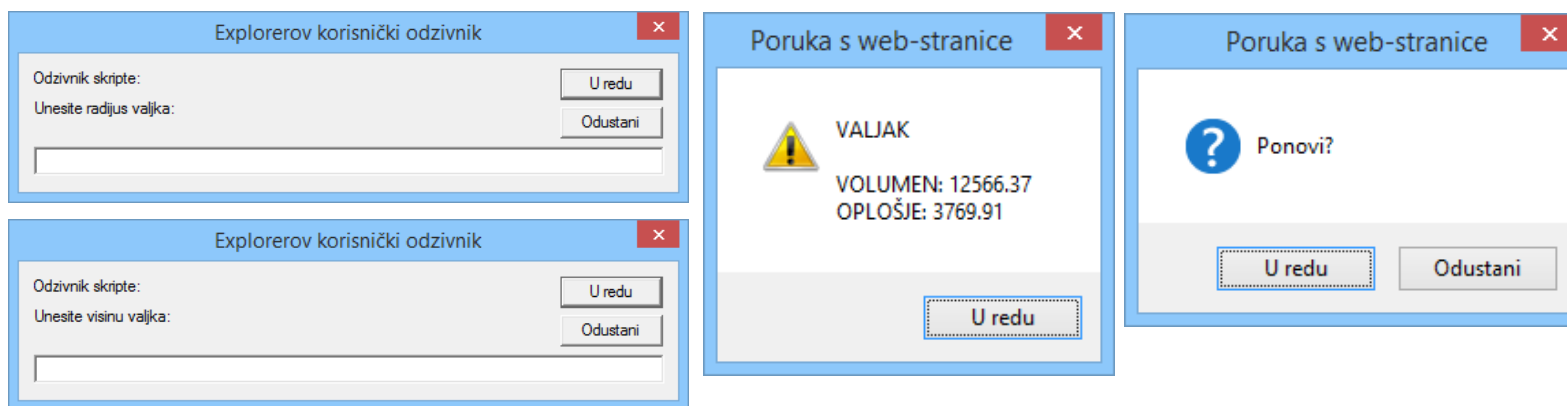 Explorerov korisnički odzivnik
Odzivnik skripte:
Unesite radijus valjka:
U redu
Odustani
Explorerov korisnički odzivnik
Odzivnik skripte:
Unesite visinu valjka:
U redu
Odustani
Poruka s web-stranice
VALJAK
VOLUMEN: 12566.37
OPLOŠJE: 3769.91
U redu
Poruka s web-stranice
Ponovi?
U redu
Odustani